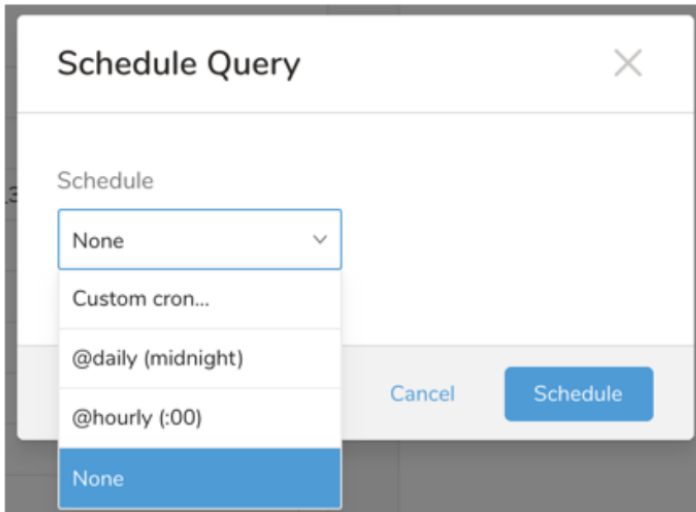 Schedule Query
Schedule
None
Custom cron...
@daily (midnight)
@hourly (:00)
None
Cancel
Schedule